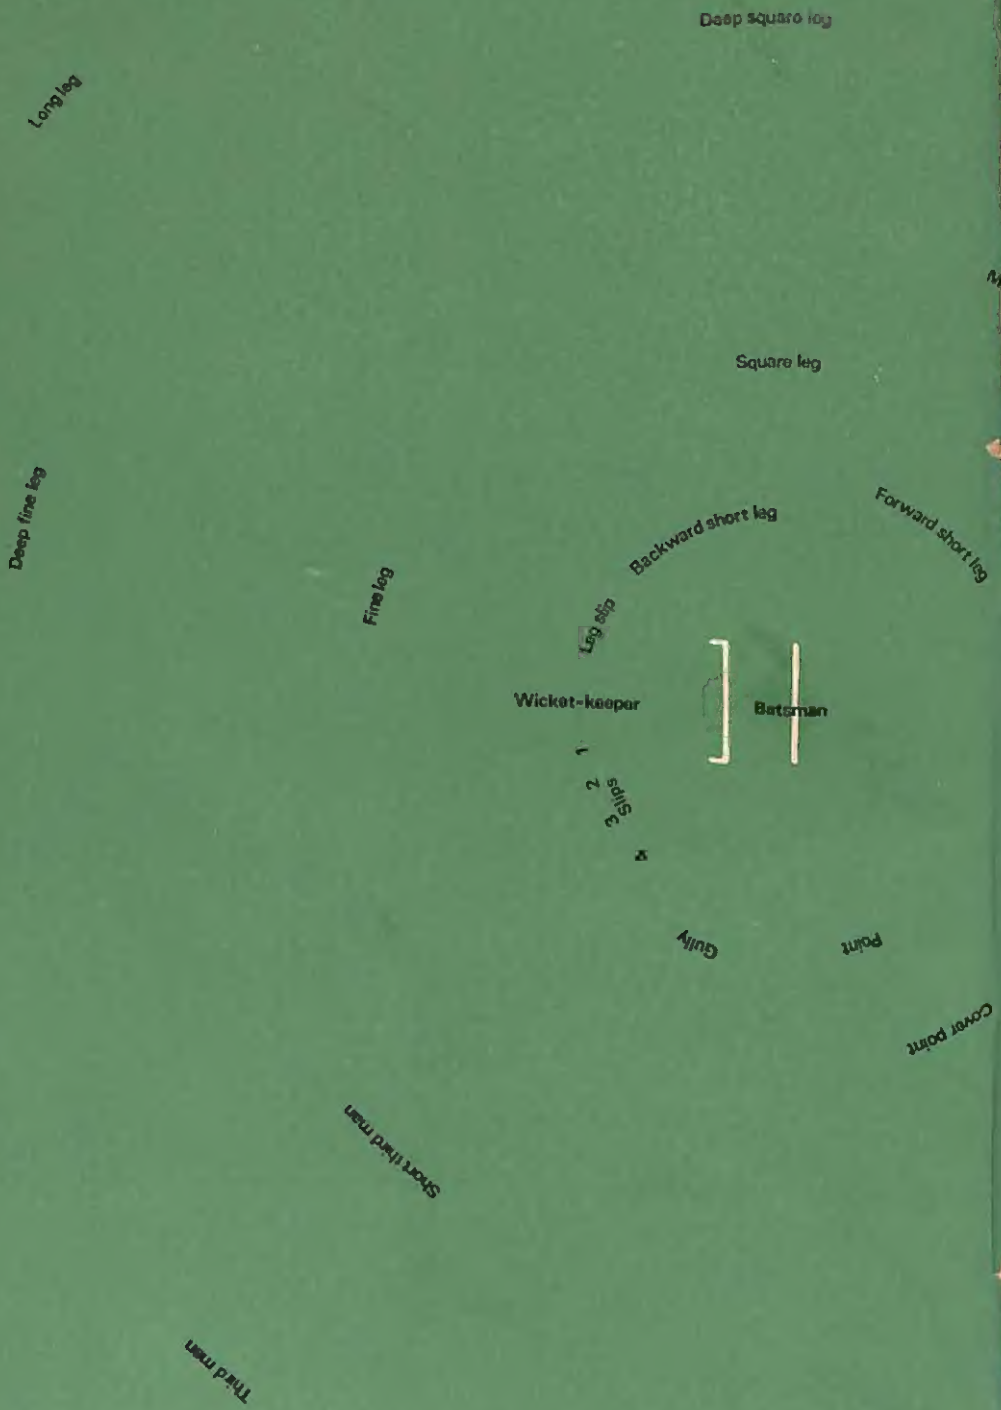 Deep square leg
Long leg
Square leg
Deep fine leg
Forward short leg
Backward short leg
Fine leg
Leg slip
Wicket-keeper
Batsman
1
2
Slips
3
Gully
Point
Cover point
Short third man
Third man